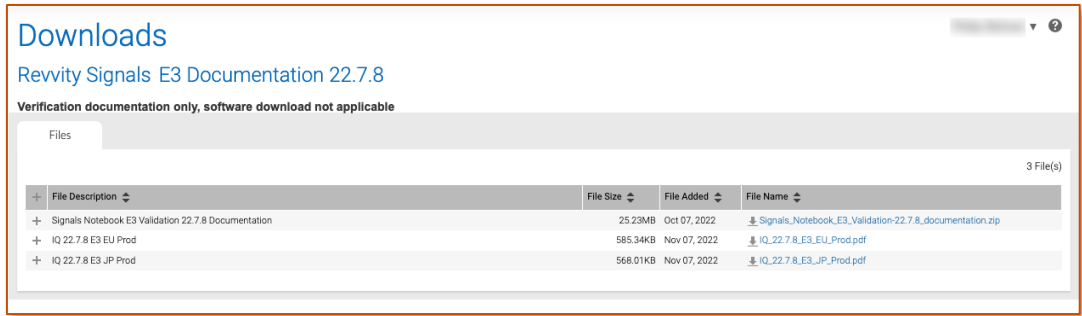 Downloads
Revvity Signals E3 Documentation 22.7.8
Verification documentation only, software download not applicable
Files
3 File(s)
File Description File Size File Added File Name
Signals Notebook E3 Validation 22.7.8 Documentation 25.23MB Oct 07, 2022 Signals_Notebook_E3_Validation-22.7.8_documentation.zip
IQ 22.7.8 E3 EU Prod 585.34KB Nov 07, 2022 IQ_22.7.8_E3_EU_Prod.pdf
IQ 22.7.8 E3 JP Prod 568.01KB Nov 07, 2022 IQ_22.7.8_E3_JP_Prod.pdf